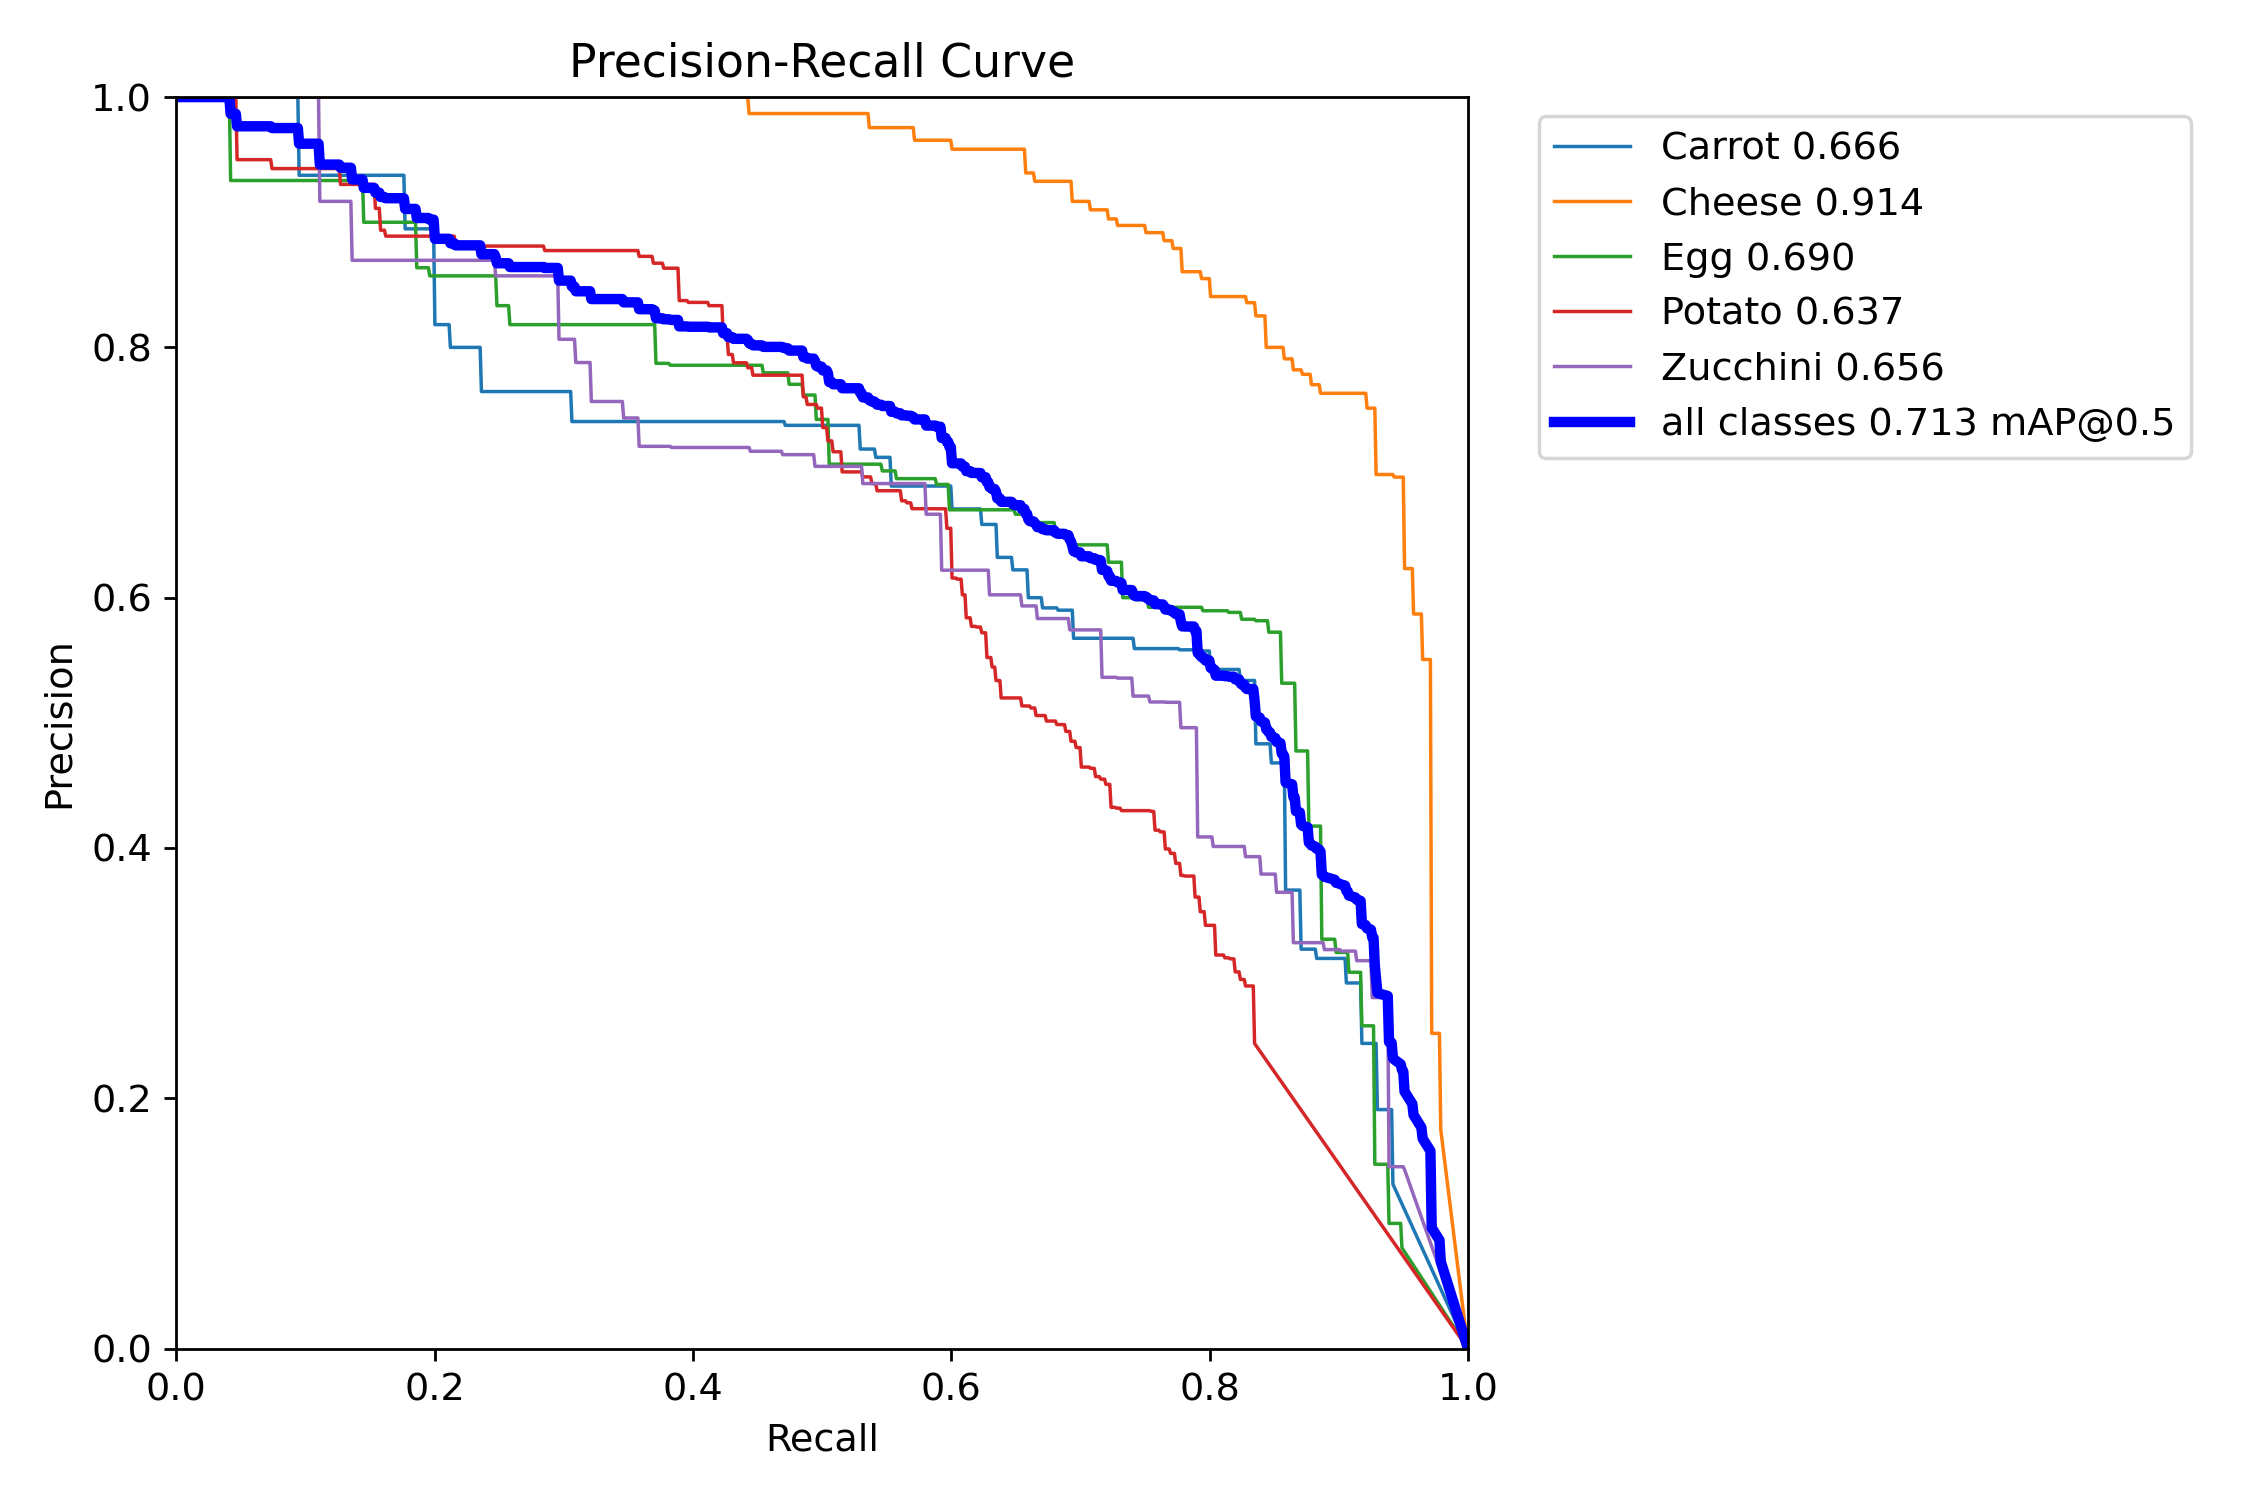 Precision-Recall Curve
1.0
0.8
0.6
0.4
0.2
0.0
Precision
0.0 0.2 0.4 0.6 0.8 1.0
Recall
Carrot 0.666
Cheese 0.914
Egg 0.690
Potato 0.637
Zucchini 0.656
all classes 0.713 mAP@0.5